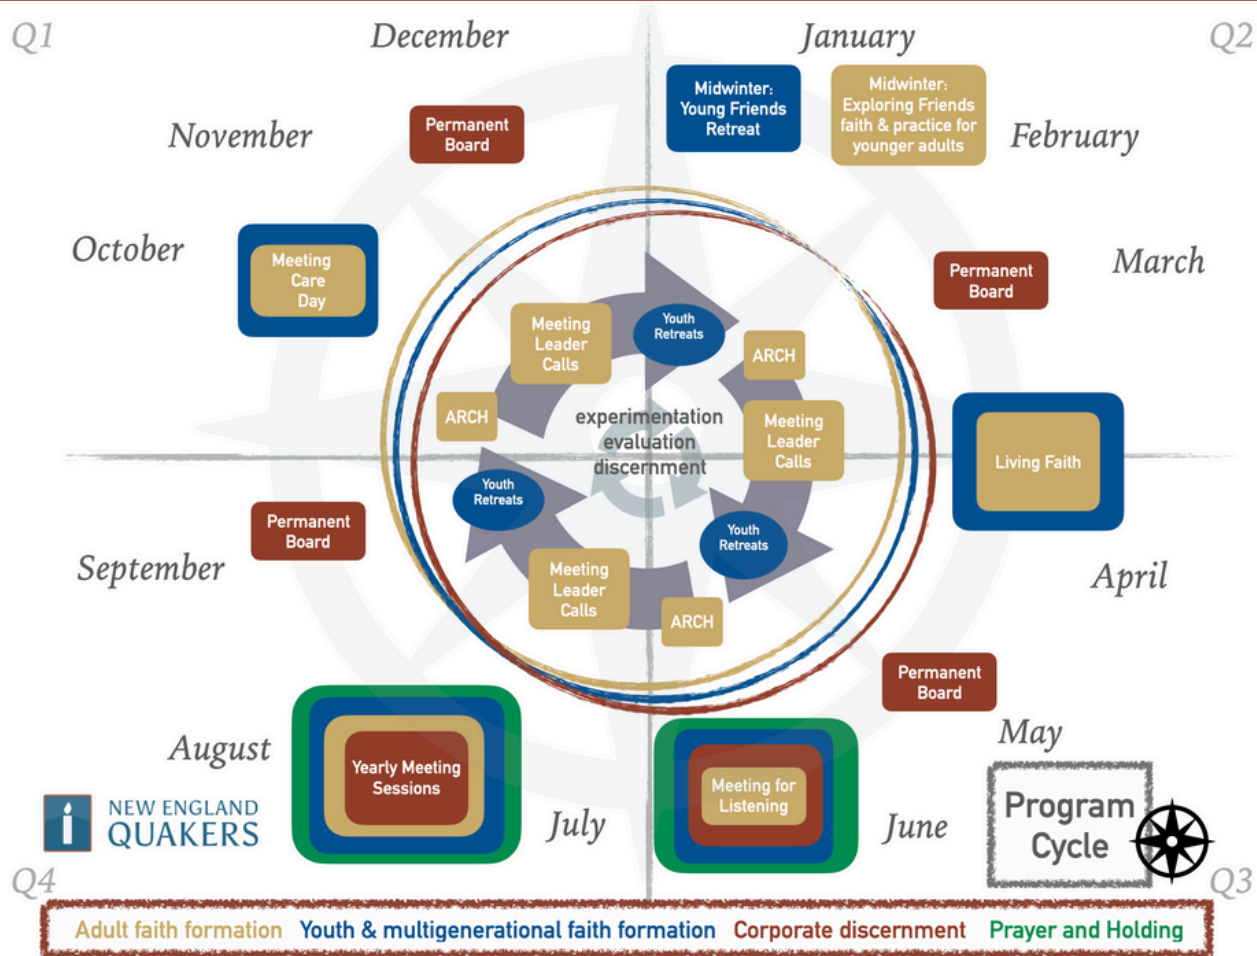 Q1
December
January
Q2
Midwinter:
Young Friends
Retreat
Midwinter:
Exploring Friends
faith & practice for
younger adults
November
Permanent
Board
February
October
Meeting
Care
Day
Permanent
Board
March
Meeting
Leader
Calls
Youth
Retreats
ARCH
ARCH
experimentation
evaluation
discernment
Meeting
Leader
Calls
Living Faith
Youth
Retreats
Permanent
Board
Youth
Retreats
September
April
Meeting
Leader
Calls
ARCH
Permanent
Board
August
Yearly Meeting
Sessions
May
Meeting for
Listening
NEW ENGLAND
QUAKERS
July
June
Program
Cycle
Q4
Q3
Adult faith formation Youth & multigenerational faith formation Corporate discernment Prayer and Holding